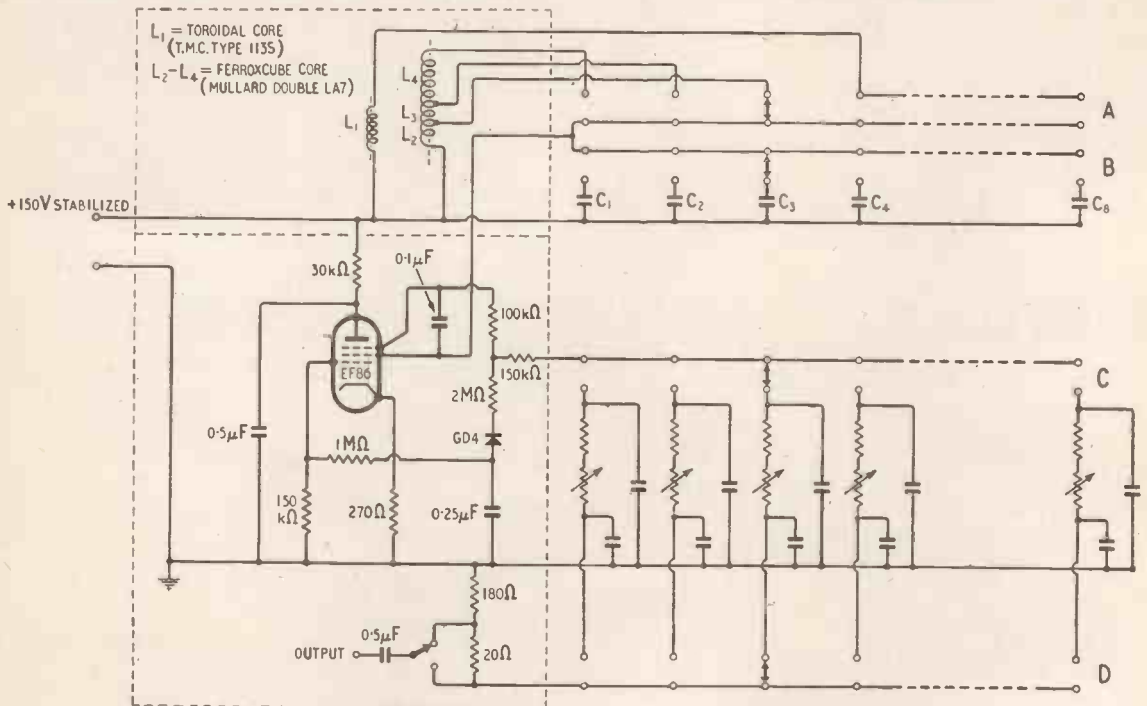 L₁ = TOROIDAL CORE
(T.M.C. TYPE 1135)
L₂-L₄ = FERROXCUBE CORE
(MULLARD DOUBLE LA7)
L₁
L₄
L₃
L₂
A
B
C₁
C₂
C₃
C₄
C₈
+150V STABILIZED
30kΩ
0·1μF
100kΩ
150kΩ
C
EF86
2MΩ
GD4
0·5μF
1MΩ
150
kΩ
270Ω
0·25μF
180Ω
0·5μF
OUTPUT
20Ω
D